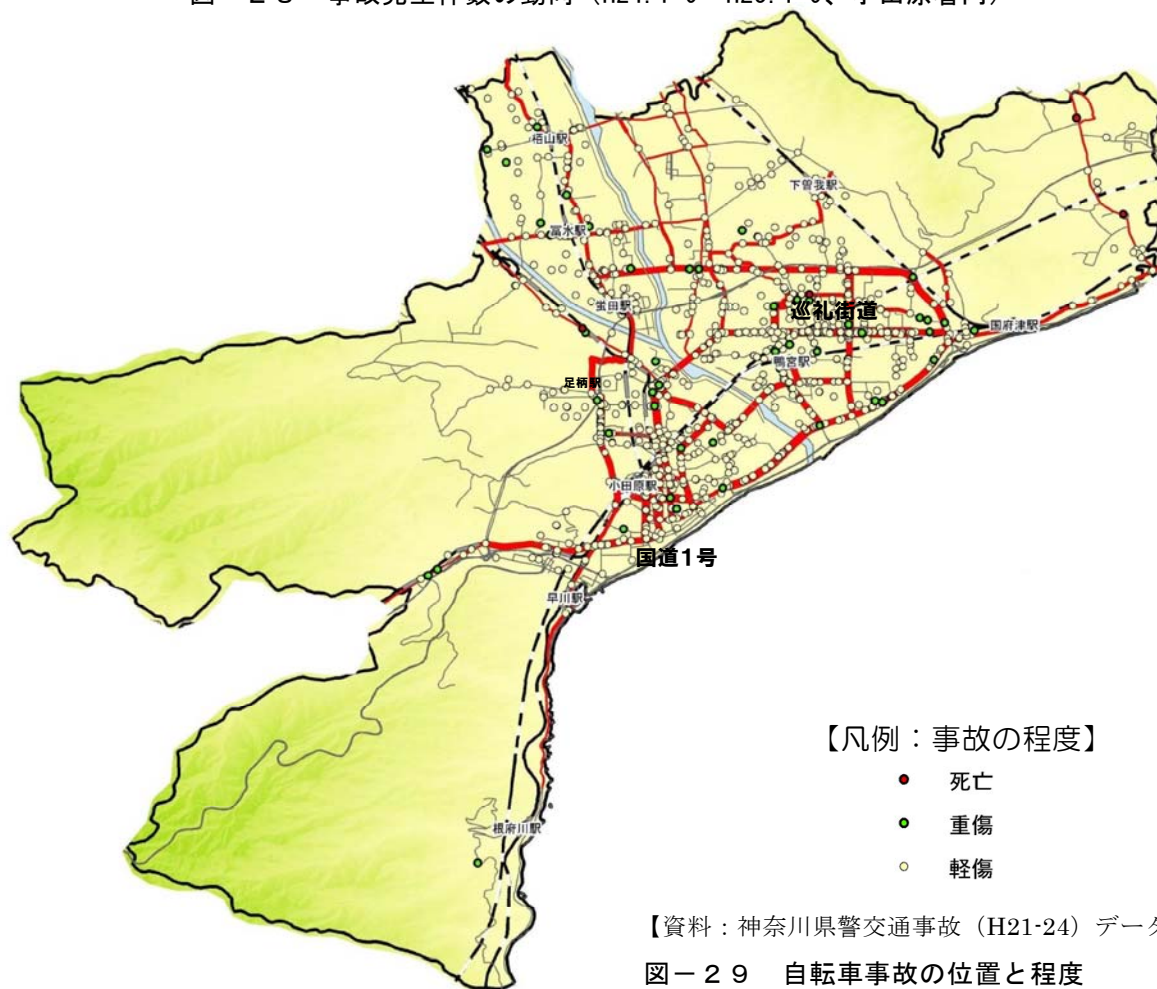 栢山駅
下曽我駅
富水駅
蛍田駅
巡礼街道
国府津駅
鴨宮駅
足柄駅
小田原駅
国道1号
早川駅
根府川駅
【凡例：事故の程度】
死亡
重傷
軽傷
【資料：神奈川県警交通事故（H21-24）データ
図－２９　自転車事故の位置と程度